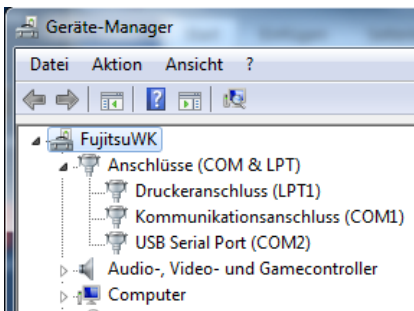 Geräte-Manager
Datei Aktion Ansicht ?
FujitsuWK
Anschlüsse (COM & LPT)
Druckeranschluss (LPT1)
Kommunikationsanschluss (COM1)
USB Serial Port (COM2)
Audio-, Video- und Gamecontroller
Computer